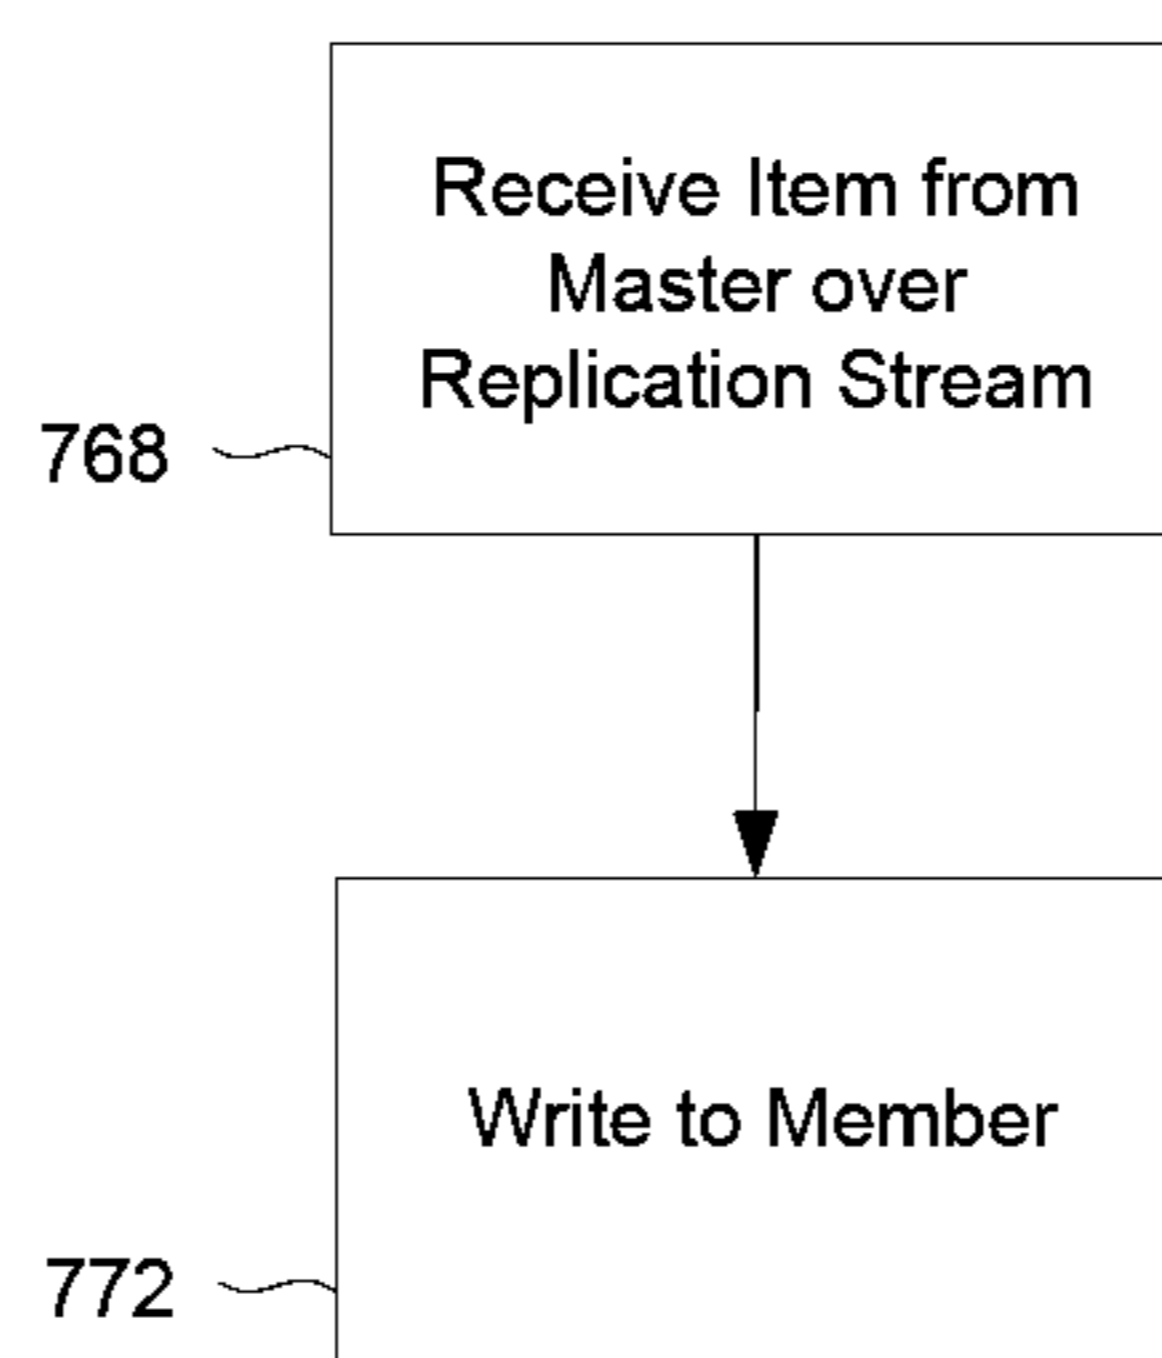 Receive Item from
Master over
Replication Stream
768
Write to Member
772